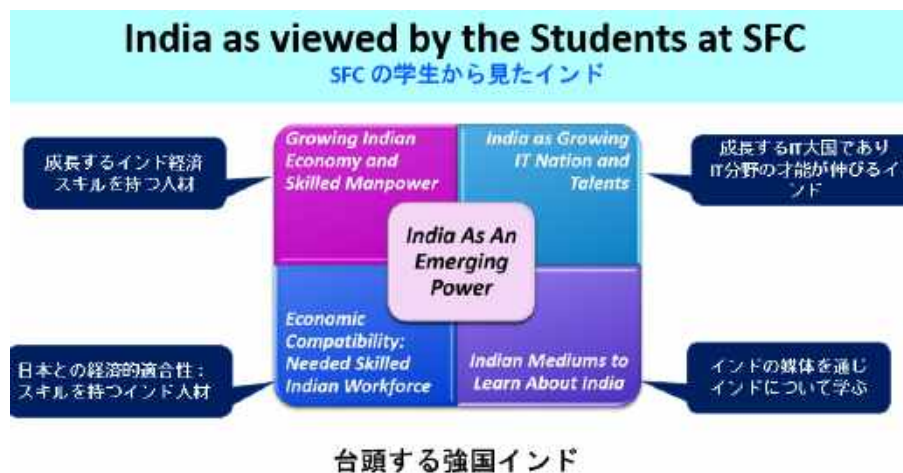 India as viewed by the Students at SFC
SFC の学生から見たインド
成長するインド経済
スキルを持つ人材
Growing Indian
Economy and
Skilled Manpower
India as Growing
IT Nation and
Talents
成長するIT大国であり
IT分野の才能が伸びるイ
ンド
India As An
Emerging
Power
日本との経済的適合性：
スキルを持つインド人材
Economic
Compatibility:
Needed Skilled
Indian Workforce
Indian Mediums to
Learn About India
インドの媒体を通じ
インドについて学ぶ
台頭する強国インド